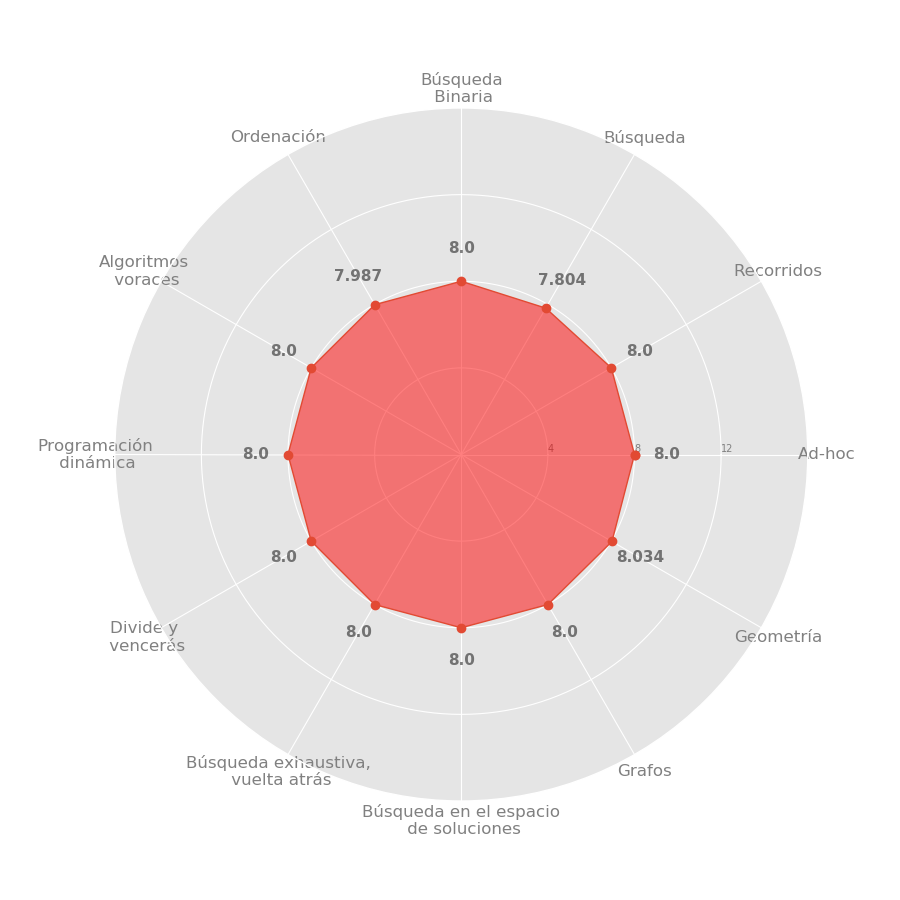 Búsqueda
Binaria
Ordenación
Búsqueda
8.0
Algoritmos
voraces
7.987
7.804
Recorridos
8.0
8.0
Programación
dinámica
8.0
4
8
12
8.0
Ad-hoc
8.0
8.034
Divide y
vencerás
8.0
8.0
Geometría
8.0
Búsqueda exhaustiva,
vuelta atrás
Grafos
Búsqueda en el espacio
de soluciones